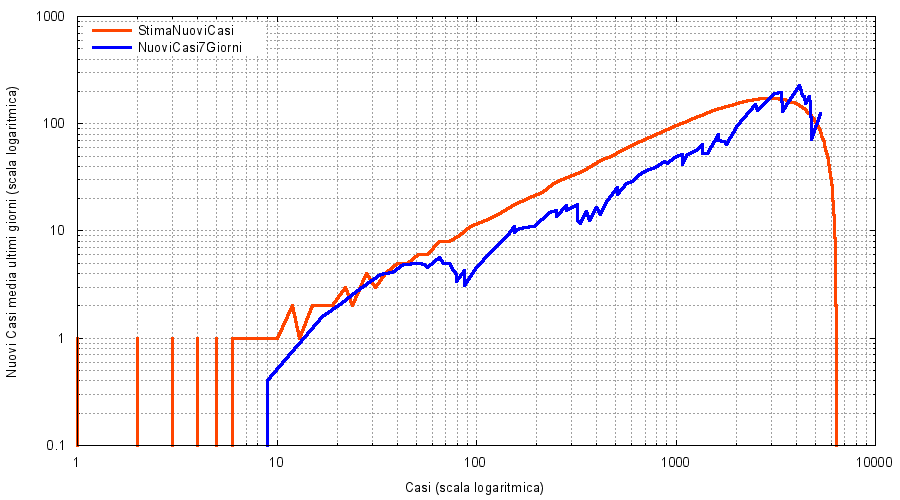 1000
StimaNuoviCasi
NuoviCasi7Giorni
100
10
1
0.1
Nuovi Casi media ultimi giorni (scala logaritmica)
1
10
100
1000
10000
Casi (scala logaritmica)